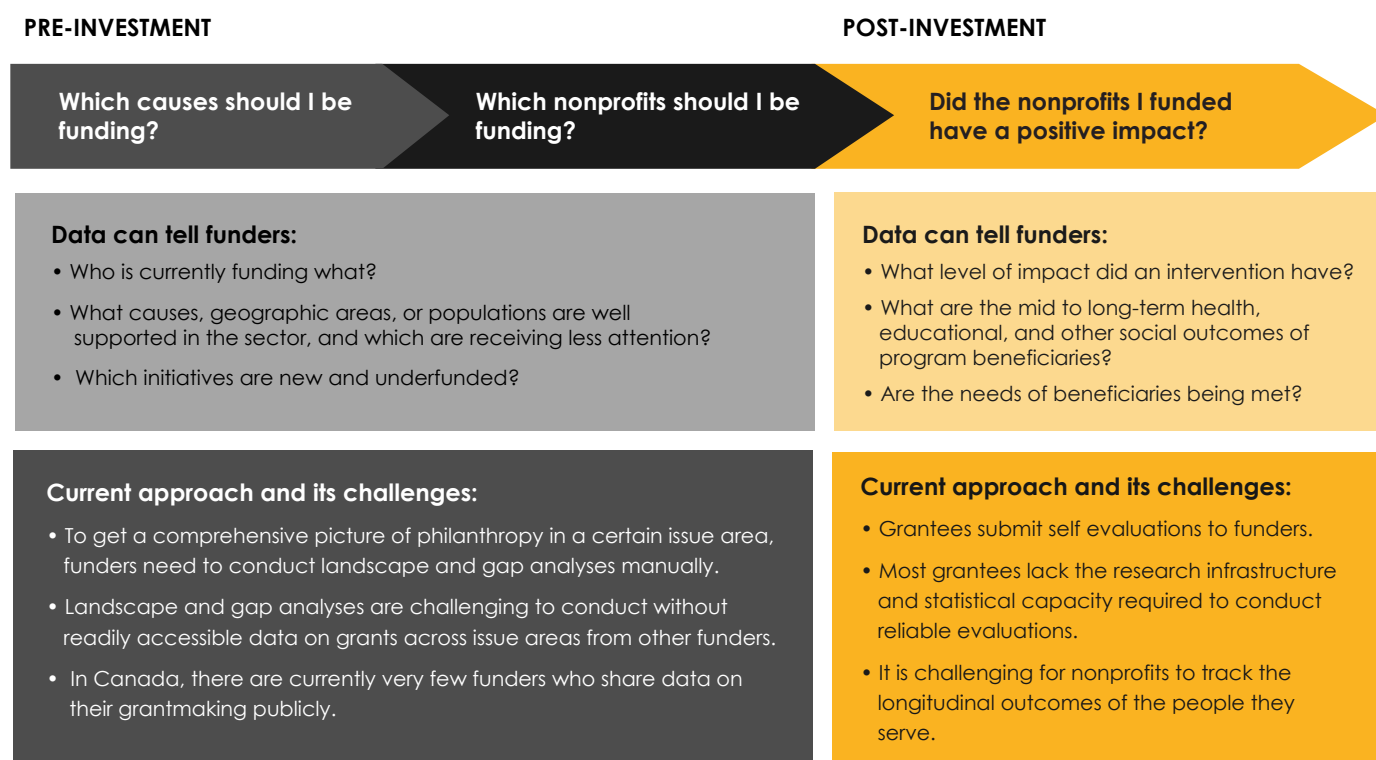 PRE-INVESTMENT
POST-INVESTMENT
Which causes should I be
funding?
Which nonprofits should I be
funding?
Did the nonprofits I funded
have a positive impact?
Data can tell funders:
• Who is currently funding what?
• What causes, geographic areas, or populations are well
supported in the sector, and which are receiving less attention?
• Which initiatives are new and underfunded?
Data can tell funders:
• What level of impact did an intervention have?
• What are the mid to long-term health,
educational, and other social outcomes of
program beneficiaries?
• Are the needs of beneficiaries being met?
Current approach and its challenges:
• To get a comprehensive picture of philanthropy in a certain issue area,
funders need to conduct landscape and gap analyses manually.
• Landscape and gap analyses are challenging to conduct without
readily accessible data on grants across issue areas from other funders.
• In Canada, there are currently very few funders who share data on
their grantmaking publicly.
Current approach and its challenges:
• Grantees submit self evaluations to funders.
• Most grantees lack the research infrastructure
and statistical capacity required to conduct
reliable evaluations.
• It is challenging for nonprofits to track the
longitudinal outcomes of the people they
serve.